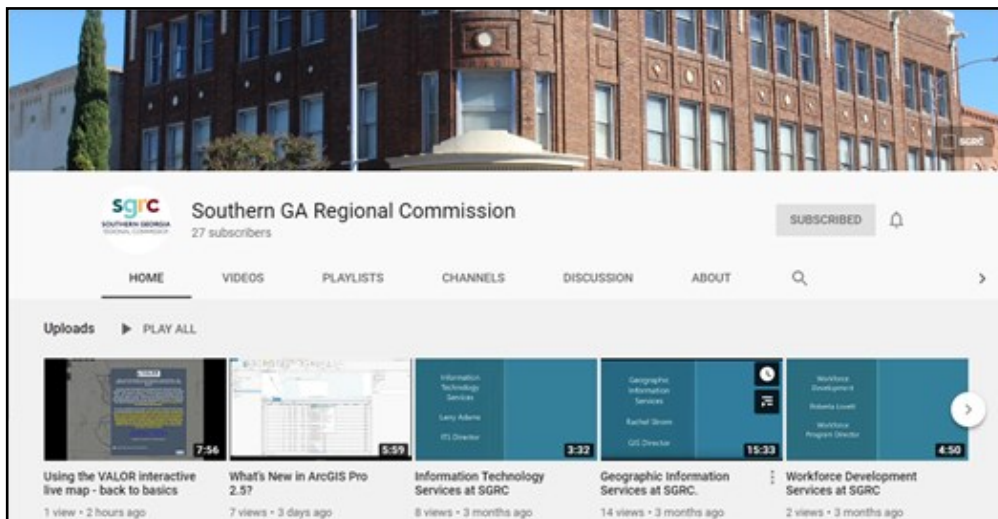 SGRC
sgrc
SOUTHERN GEORGIA
REGIONAL COMMISSION
Southern GA Regional Commission
27 subscribers
SUBSCRIBED
HOME VIDEOS PLAYLISTS CHANNELS DISCUSSION ABOUT
Uploads PLAY ALL
VALOR
7:56
5:59
Information
Technology
Services
Larry Adams
ITS Director
3:32
Geographic
Information
Services
Rachel Strom
GIS Director
15:33
Workforce
Development
Roberta Lovett
Workforce
Program Director
4:50
Using the VALOR interactive
live map - back to basics
1 view • 2 hours ago
What's New in ArcGIS Pro
2.5?
7 views • 3 days ago
Information Technology
Services at SGRC
8 views • 3 months ago
Geographic Information
Services at SGRC.
14 views • 3 months ago
Workforce Development
Services at SGRC
2 views • 3 months ago